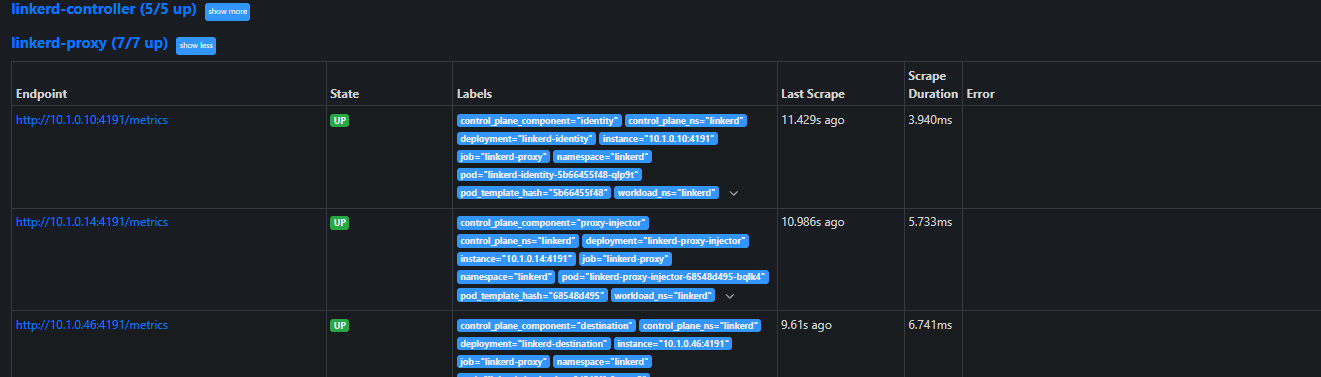 linkerd-controller (5/5 up) show more
linkerd-proxy (7/7 up) show less
Endpoint State Labels Last Scrape Scrape Duration Error
http://10.1.0.10:4191/metrics UP control_plane_component="identity" control_plane_ns="linkerd" 11.429s ago 3.940ms
deployment="linkerd-identity" instance="10.1.0.10:4191"
job="linkerd-proxy" namespace="linkerd"
pod="linkerd-identity-5b66455f48-qlp9t"
pod_template_hash="5b66455f48" workload_ns="linkerd"
http://10.1.0.14:4191/metrics UP control_plane_component="proxy-injector" 10.986s ago 5.733ms
control_plane_ns="linkerd" deployment="linkerd-proxy-injector"
instance="10.1.0.14:4191" job="linkerd-proxy"
namespace="linkerd" pod="linkerd-proxy-injector-68548d495-bqlk4"
pod_template_hash="68548d495" workload_ns="linkerd"
http://10.1.0.46:4191/metrics UP control_plane_component="destination" control_plane_ns="linkerd" 9.61s ago 6.741ms
deployment="linkerd-destination" instance="10.1.0.46:4191"
job="linkerd-proxy" namespace="linkerd"